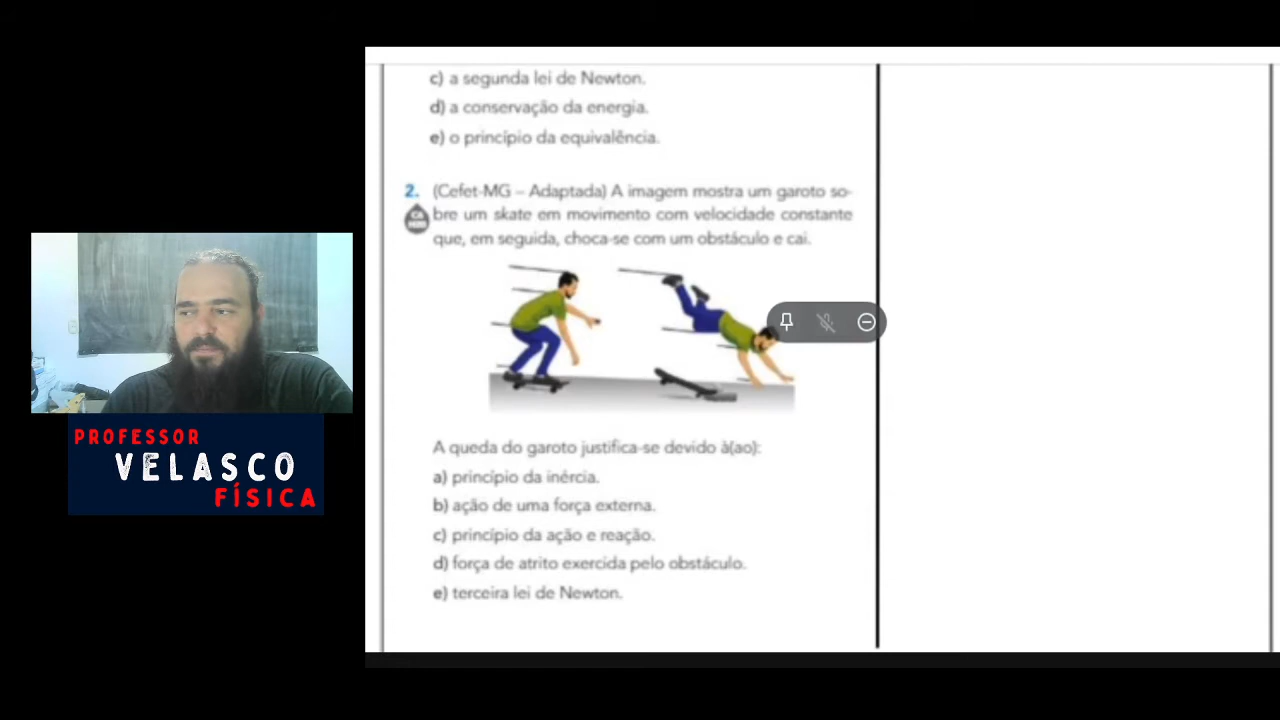 c) a segunda lei de Newton.
d) a conservação da energia.
e) o princípio da equivalência.
2. (Cefet-MG – Adaptada) A imagem mostra um garoto so-
bre um skate em movimento com velocidade constante
que, em seguida, choca-se com um obstáculo e cai.
A queda do garoto justifica-se devido à(ao):
a) princípio da inércia.
b) ação de uma força externa.
c) princípio da ação e reação.
d) força de atrito exercida pelo obstáculo.
e) terceira lei de Newton.
PROFESSOR
VELASCO
FÍSICA